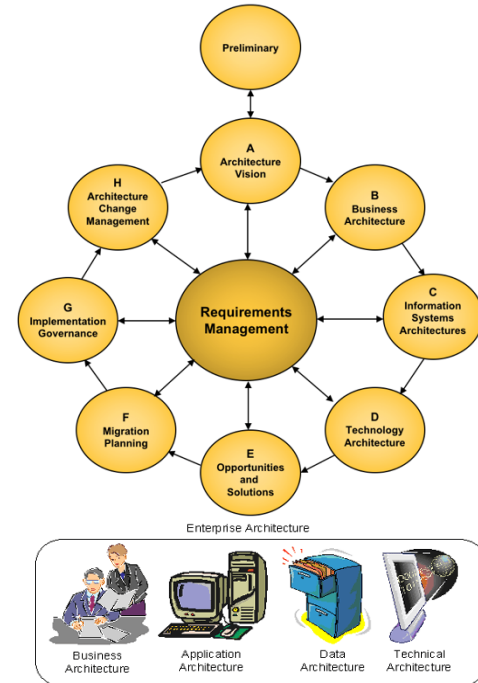 Preliminary
A
Architecture
Vision
H
Architecture
Change
Management
B
Business
Architecture
G
Implementation
Governance
Requirements
Management
C
Information
Systems
Architectures
F
Migration
Planning
D
Technology
Architecture
E
Opportunities
and
Solutions
Enterprise Architecture
Business
Architecture
Application
Architecture
Data
Architecture
Technical
Architecture